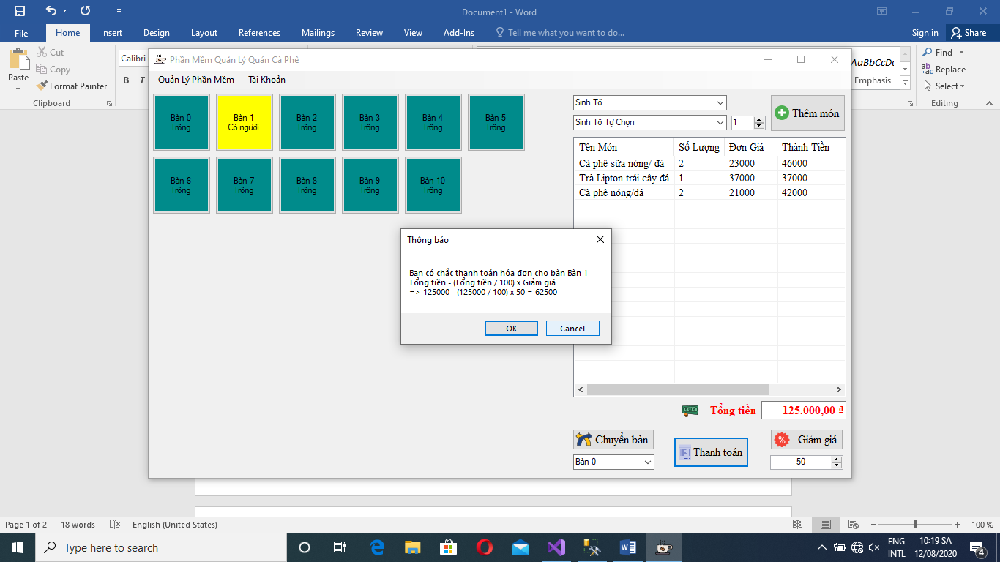 Document1 - Word
File Home Insert Design Layout References Mailings Review View Add-Ins Tell me what you want to do... Sign in Share
Paste
Cut
Copy
Format Painter
Clipboard
Calibri
B I
AaBbCcDc
Emphasis
Find
Replace
Select
Editing
Phần Mềm Quản Lý Quán Cà Phê
Quản Lý Phần Mềm Tài Khoản
Bàn 0
Trống
Bàn 1
Có người
Bàn 2
Trống
Bàn 3
Trống
Bàn 4
Trống
Bàn 5
Trống
Bàn 6
Trống
Bàn 7
Trống
Bàn 8
Trống
Bàn 9
Trống
Bàn 10
Trống
Sinh Tố
Sinh Tố Tự Chọn 1
Thêm món
Tên Món Số Lượng Đơn Giá Thành Tiền
Cà phê sữa nóng/ đá 2 23000 46000
Trà Lipton trái cây đá 1 37000 37000
Cà phê nóng/đá 2 21000 42000
Thông báo
Bạn có chắc thanh toán hóa đơn cho bàn Bàn 1
Tổng tiền - (Tổng tiền / 100) x Giảm giá
=> 125000 - (125000 / 100) x 50 = 62500
OK Cancel
Tổng tiền 125.000,00 ₫
Chuyển bàn
Bàn 0
Thanh toán
Giảm giá
50
Page 1 of 2 18 words English (United States) 100 %
Type here to search
ENG
INTL
10:19 SA
12/08/2020
4